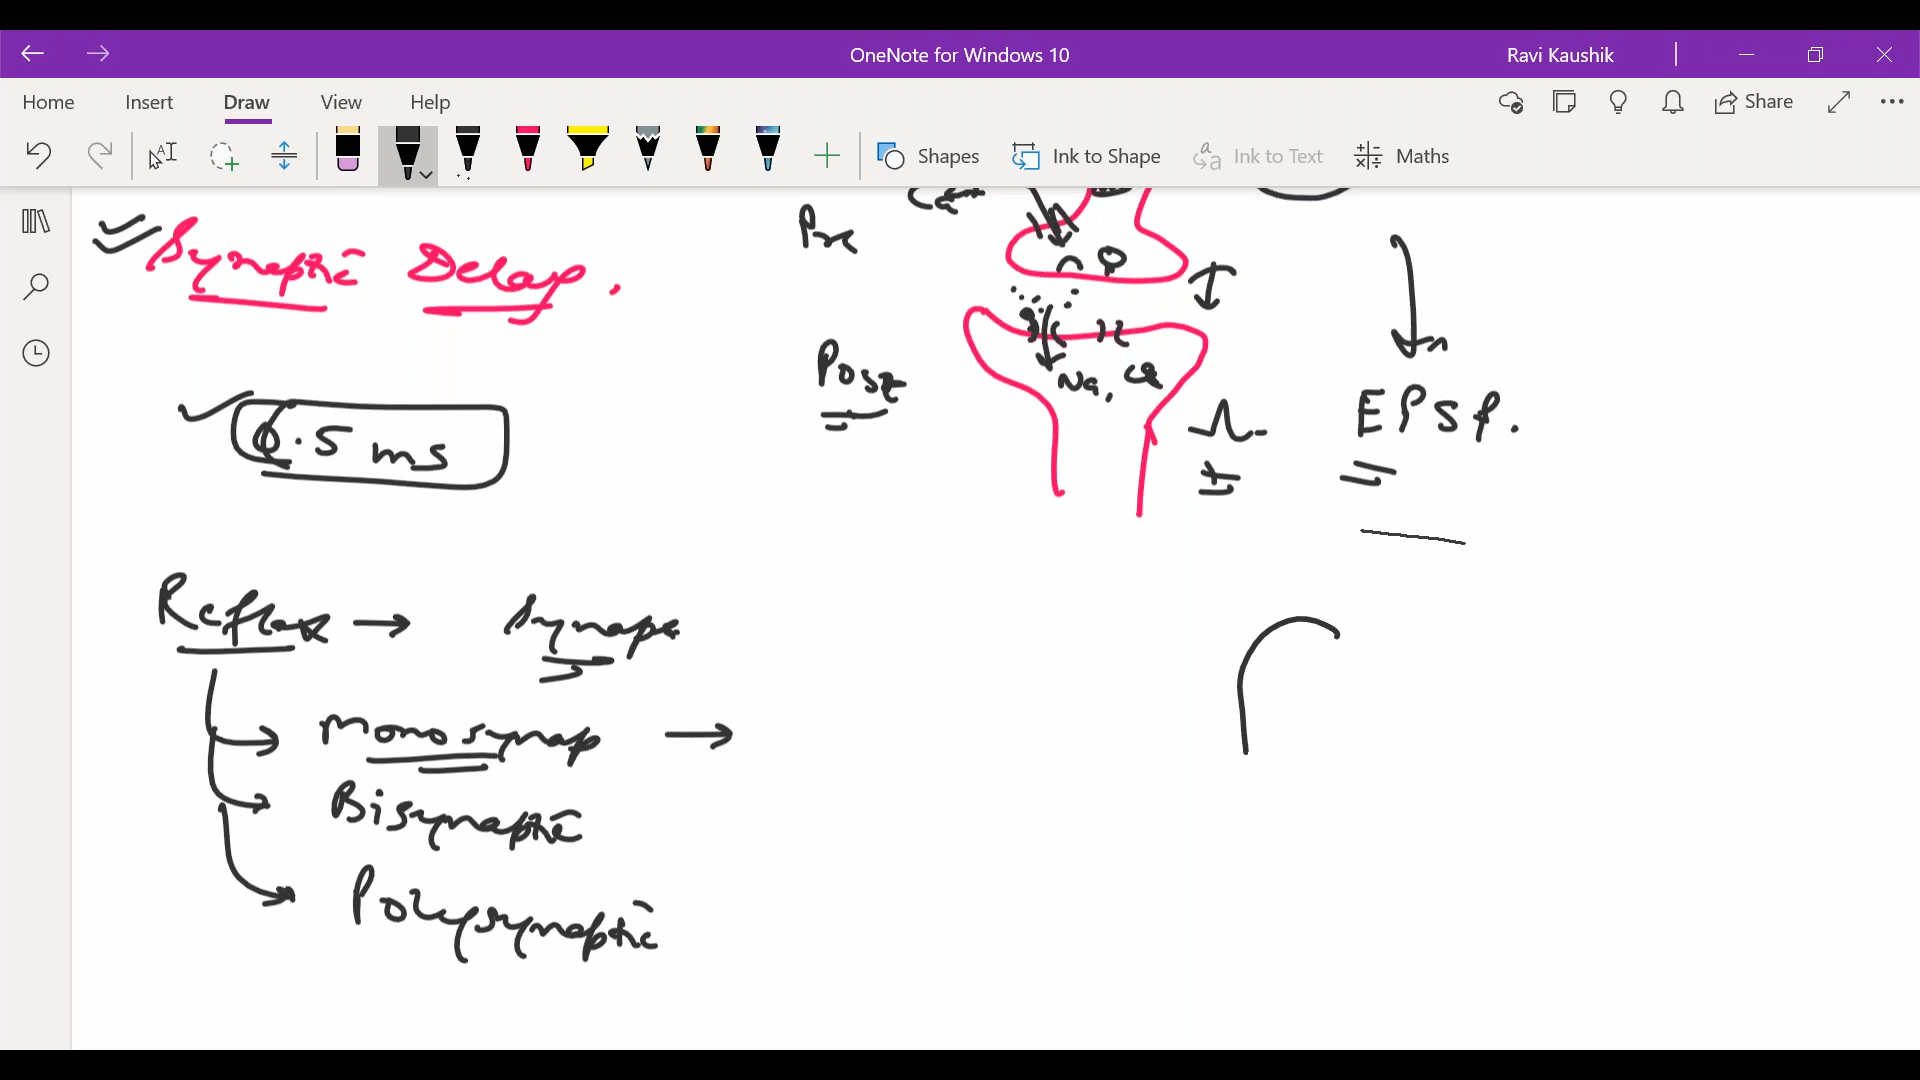 OneNote for Windows 10
Ravi Kaushik
Home Insert Draw View Help
Share
Shapes
Ink to Shape
Ink to Text
Maths
Synaptic Delay.
Pre
Ca++
Post
Na, Ca
EPSP.
0.5 ms
Reflex → Synapse
monosynap →
Bisynaptic
Polysynaptic